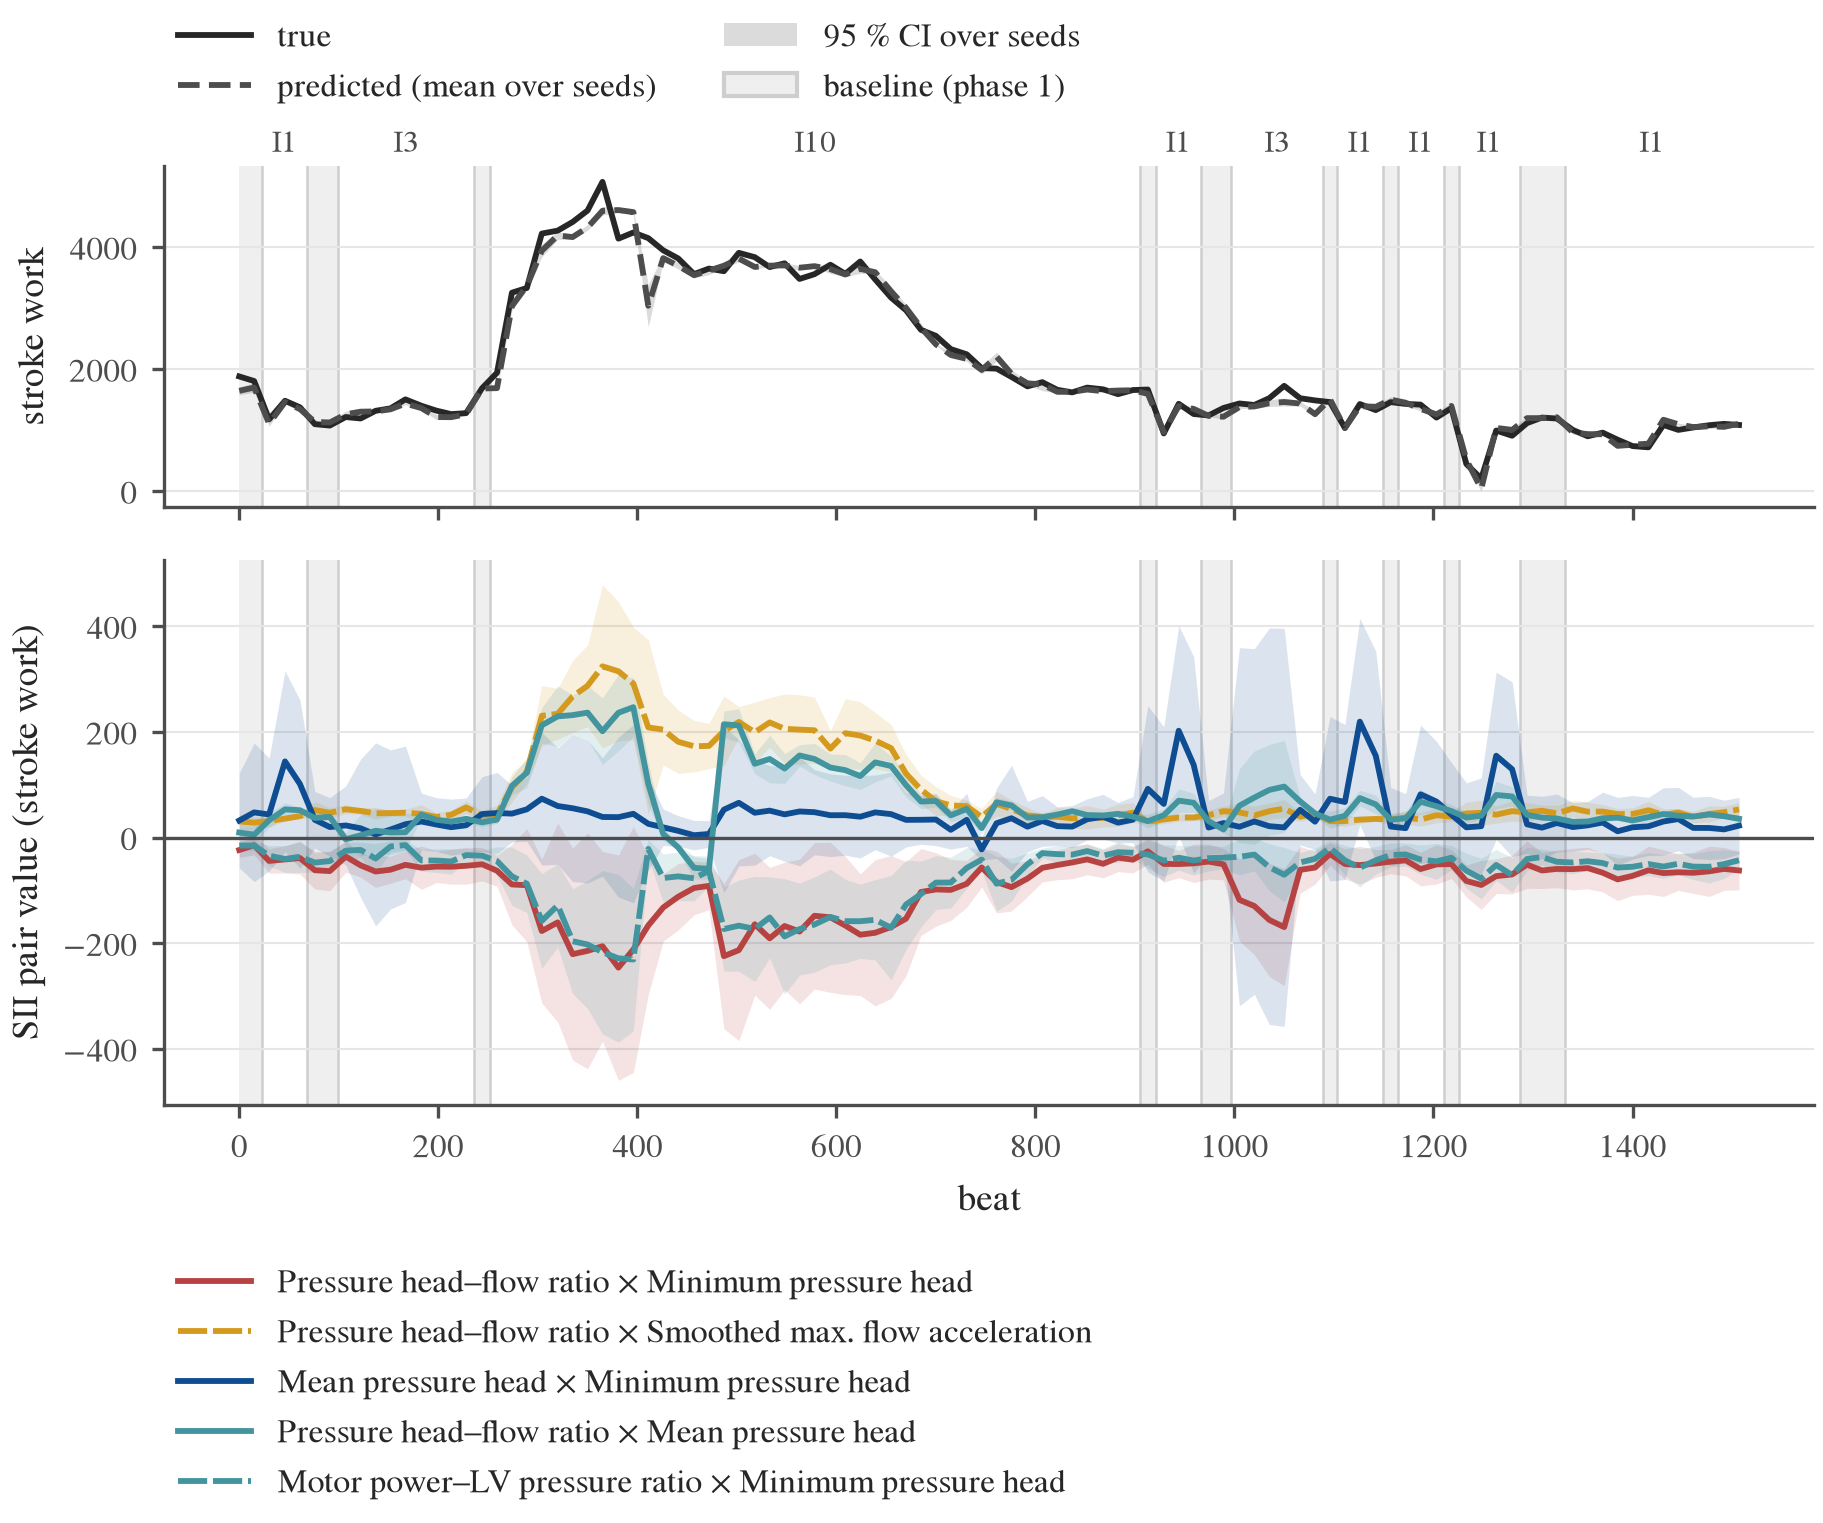 true
95 % CI over seeds
predicted (mean over seeds)
baseline (phase 1)
I1 I3 I10 I1 I3 I1 I1 I1 I1
stroke work
4000
2000
0
SII pair value (stroke work)
400
200
0
−200
−400
0 200 400 600 800 1000 1200 1400
beat
Pressure head–flow ratio × Minimum pressure head
Pressure head–flow ratio × Smoothed max. flow acceleration
Mean pressure head × Minimum pressure head
Pressure head–flow ratio × Mean pressure head
Motor power–LV pressure ratio × Minimum pressure head